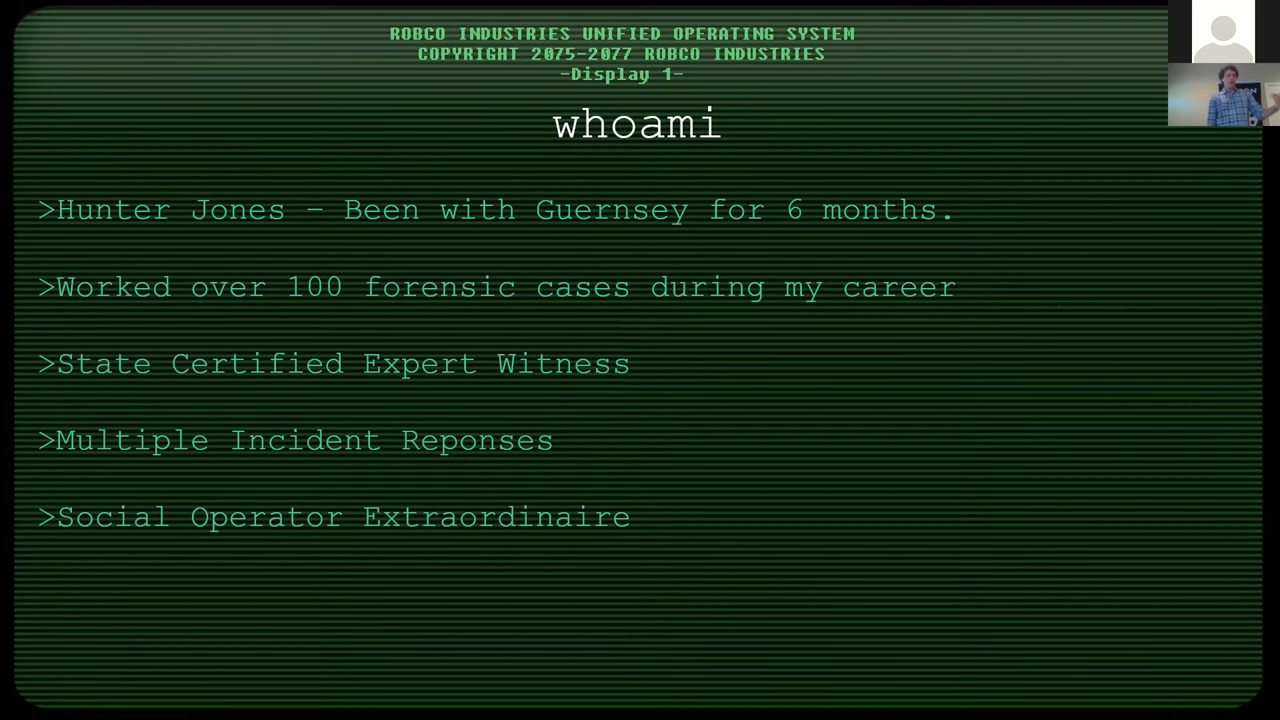 ROBCO INDUSTRIES UNIFIED OPERATING SYSTEM
COPYRIGHT 2075-2077 ROBCO INDUSTRIES
-Display 1-
whoami
>Hunter Jones – Been with Guernsey for 6 months.
>Worked over 100 forensic cases during my career
>State Certified Expert Witness
>Multiple Incident Reponses
>Social Operator Extraordinaire